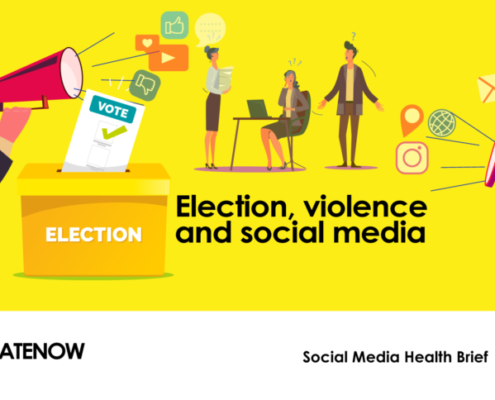 VOTE
ELECTION
Election, violence
and social media
ATENOW
Social Media Health Brief